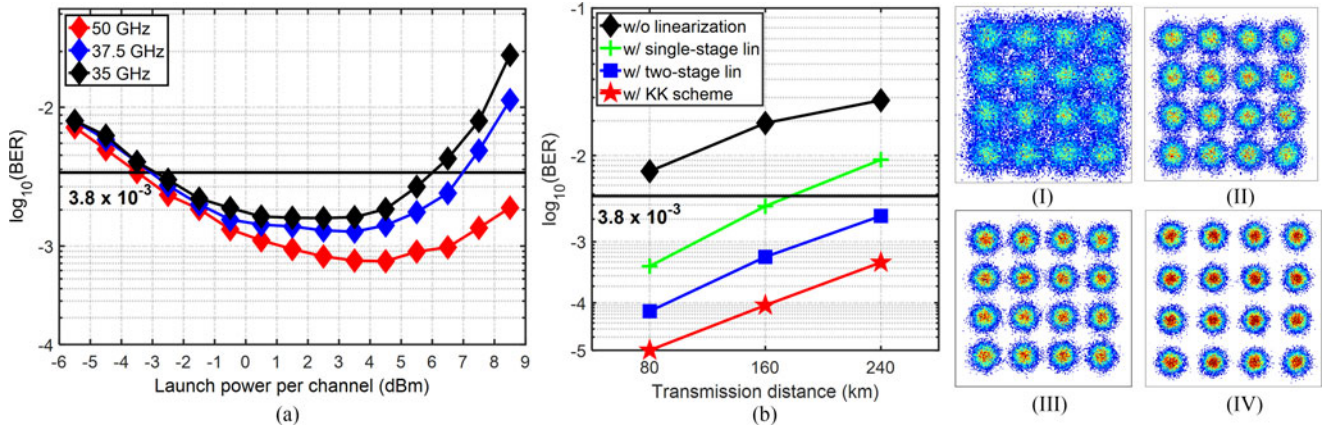 50 GHz
37.5 GHz
35 GHz
-2
-3
-4
log10(BER)
3.8 x 10-3
-6 -5 -4 -3 -2 -1 0 1 2 3 4 5 6 7 8 9
Launch power per channel (dBm)
(a)
-1
w/o linearization
w/ single-stage lin
w/ two-stage lin
w/ KK scheme
-2
-3
-4
-5
log10(BER)
3.8 x 10-3
80 160 240
Transmission distance (km)
(b)
(I) (II)
(III) (IV)